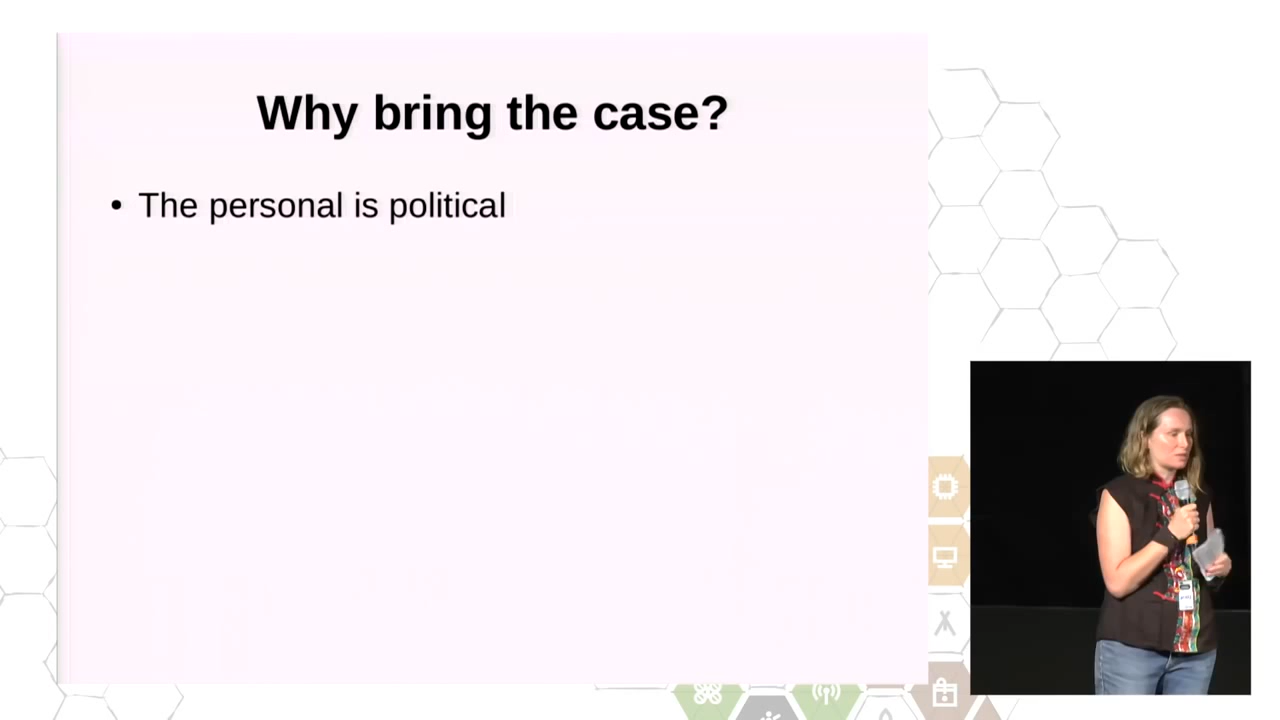 Why bring the case?
• The personal is political